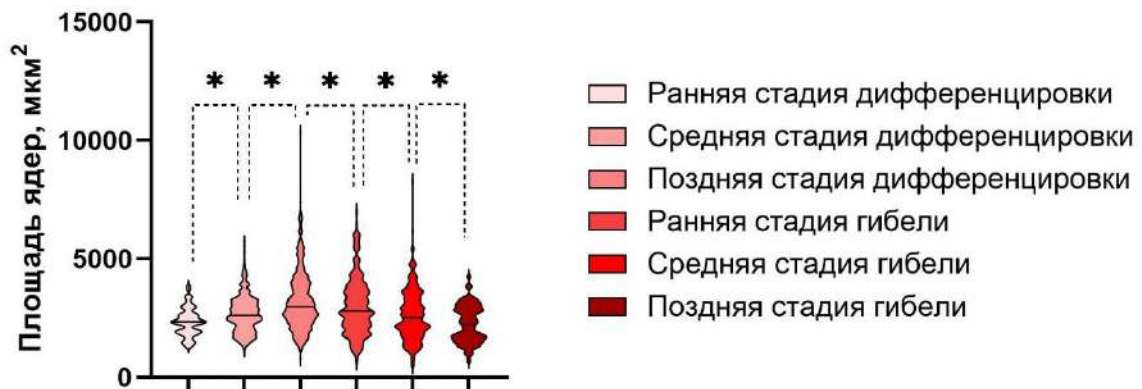 15000
10000
5000
0
Площадь ядер, мкм²
* * * * *
Ранняя стадия дифференцировки
Средняя стадия дифференцировки
Поздняя стадия дифференцировки
Ранняя стадия гибели
Средняя стадия гибели
Поздняя стадия гибели